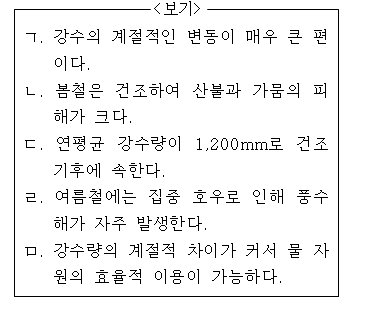 <보기>
ㄱ. 강수의 계절적인 변동이 매우 큰 편
이다.
ㄴ. 봄철은 건조하여 산불과 가뭄의 피
해가 크다.
ㄷ. 연평균 강수량이 1,200mm로 건조
기후에 속한다.
ㄹ. 여름철에는 집중 호우로 인해 풍수
해가 자주 발생한다.
ㅁ. 강수량의 계절적 차이가 커서 물 자
원의 효율적 이용이 가능하다.